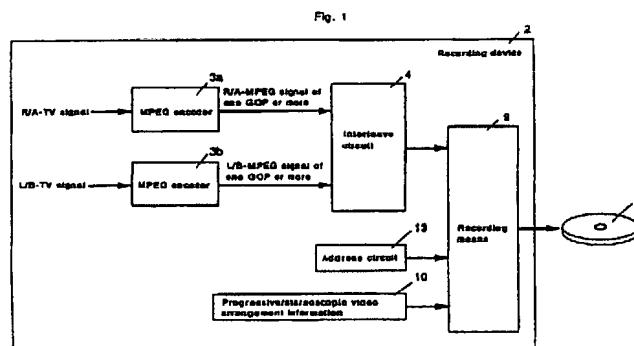 Fig. 1
2
Recording device
3a
R/A-TV signal
MPEG encoder
R/A-MPEG signal of
one GOP or more
4
Interleave
circuit
9
3b
L/B-TV signal
MPEG encoder
L/B-MPEG signal of
one GOP or more
Recording
means
13
Address circuit
10
Progressive/stereoscopic video
arrangement information